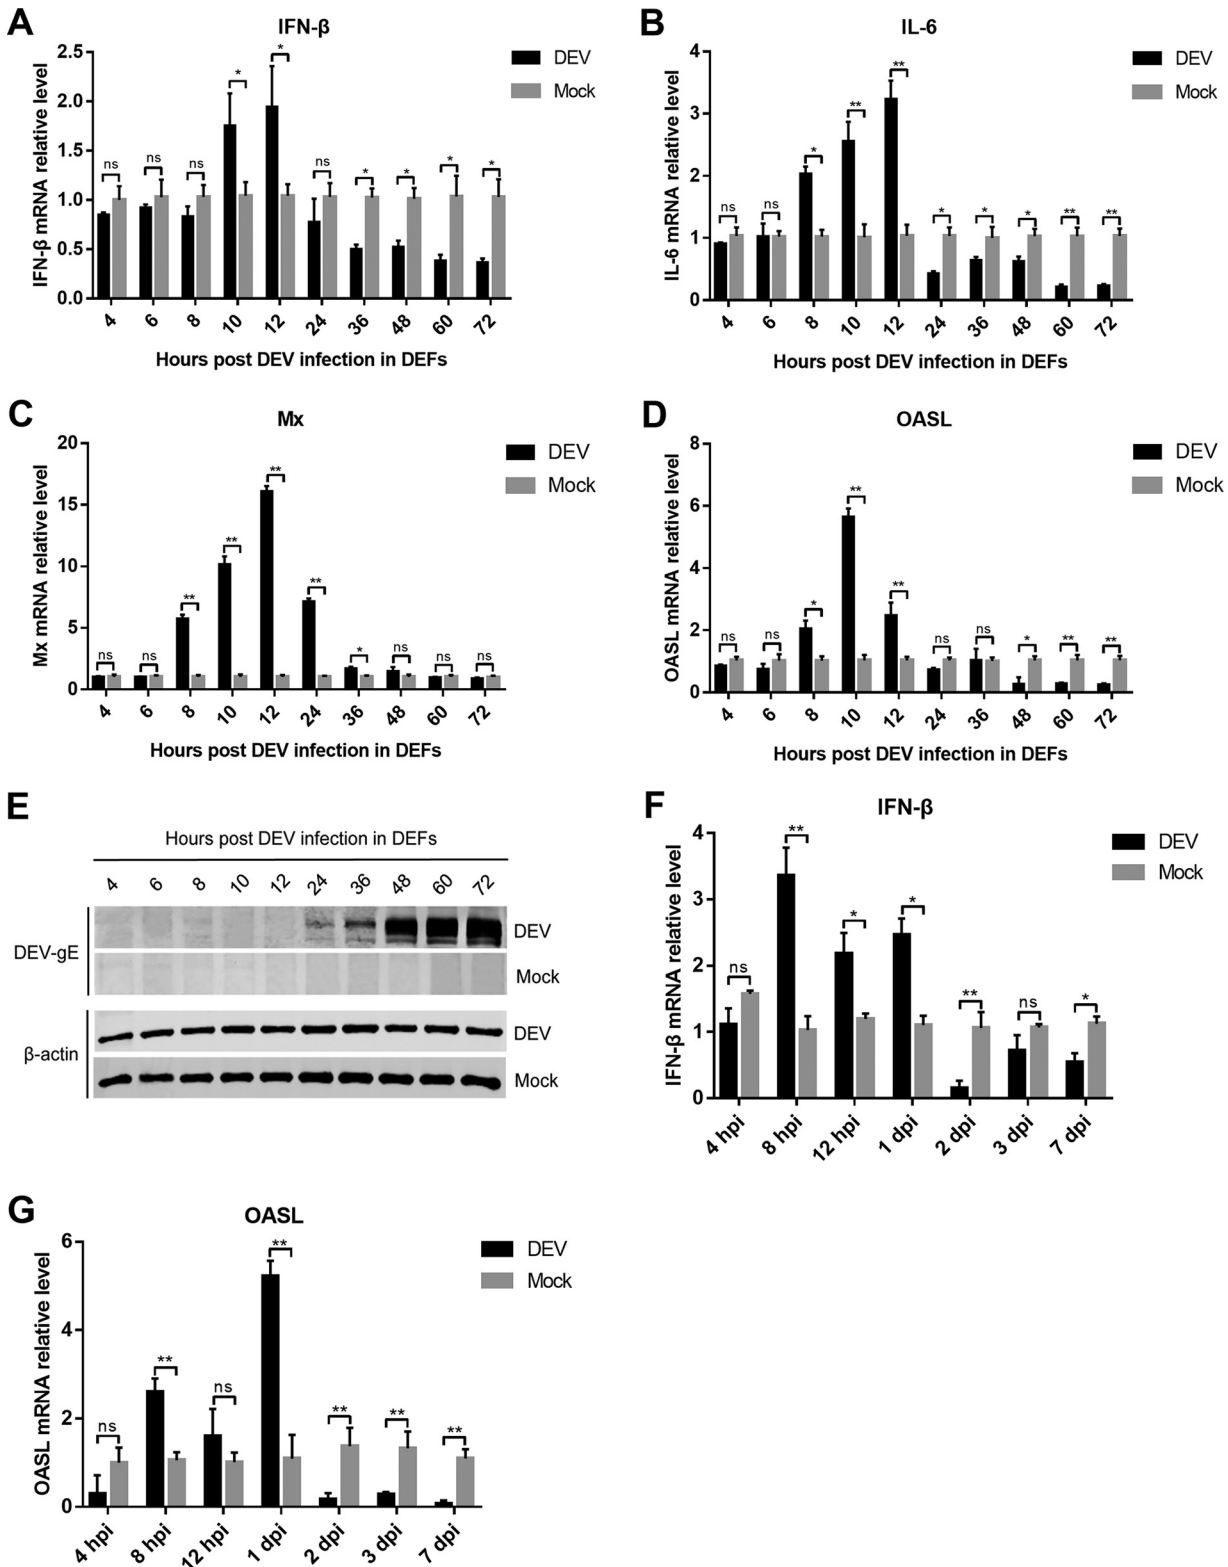 A
IFN-β
IFN-β mRNA relative level
2.5
2.0
1.5
1.0
0.5
0.0
ns ns ns * * ns * * * *
4 6 8 10 12 24 36 48 60 72
Hours post DEV infection in DEFs
DEV
Mock
B
IL-6
IL-6 mRNA relative level
4
3
2
1
0
ns ns * ** ** * * * ** **
4 6 8 10 12 24 36 48 60 72
Hours post DEV infection in DEFs
DEV
Mock
C
Mx
Mx mRNA relative level
20
15
10
5
0
ns ns ** ** ** ** * ns ns ns
4 6 8 10 12 24 36 48 60 72
Hours post DEV infection in DEFs
DEV
Mock
D
OASL
OASL mRNA relative level
8
6
4
2
0
ns ns * ** ** ns ns * ** **
4 6 8 10 12 24 36 48 60 72
Hours post DEV infection in DEFs
DEV
Mock
E
Hours post DEV infection in DEFs
4 6 8 10 12 24 36 48 60 72
DEV-gE
DEV
Mock
β-actin
DEV
Mock
F
IFN-β
IFN-β mRNA relative level
4
3
2
1
0
ns ** * * ** ns *
4 hpi 8 hpi 12 hpi 1 dpi 2 dpi 3 dpi 7 dpi
DEV
Mock
G
OASL
OASL mRNA relative level
6
4
2
0
ns ** ns ** ** ** **
4 hpi 8 hpi 12 hpi 1 dpi 2 dpi 3 dpi 7 dpi
DEV
Mock